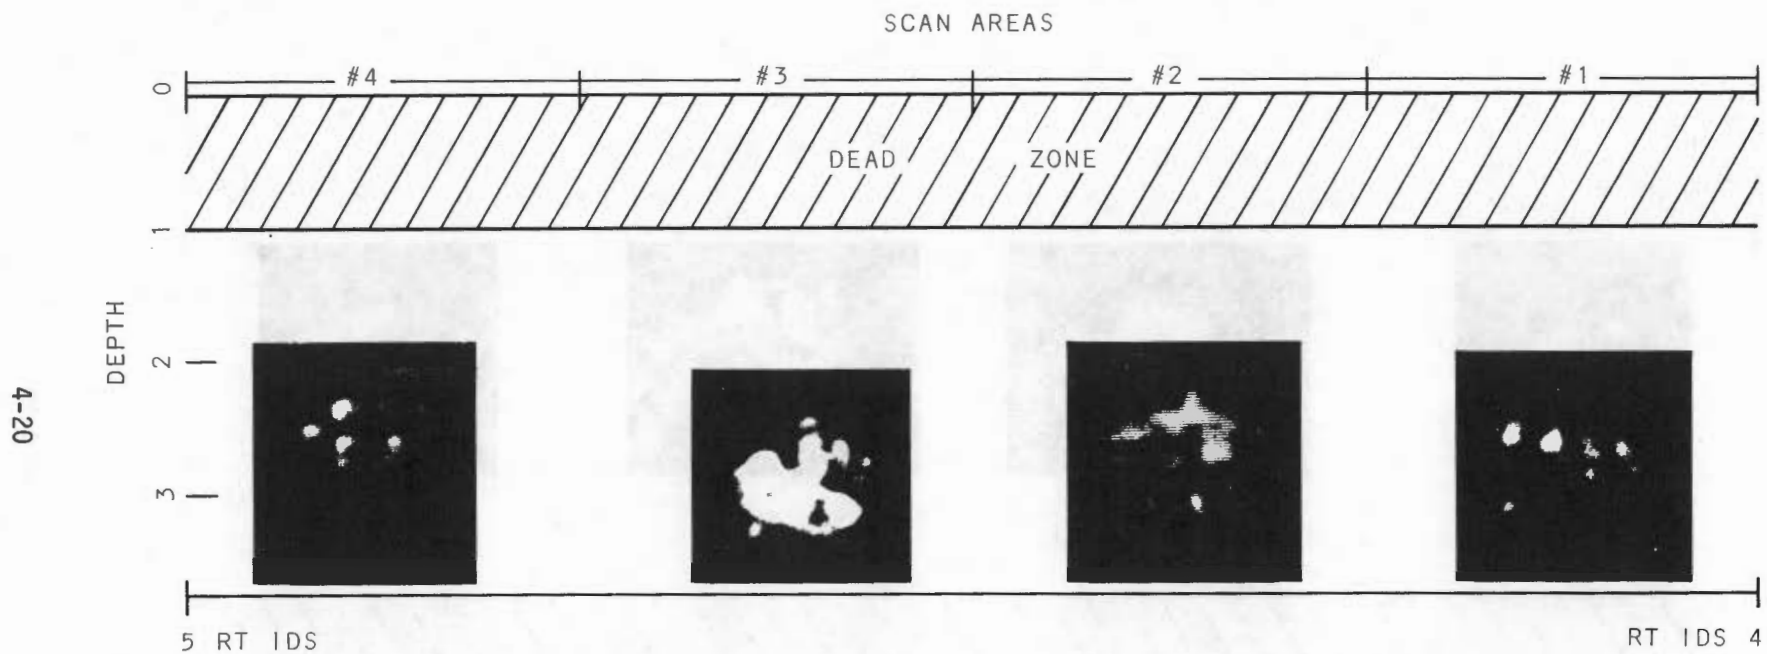 SCAN AREAS
#4 #3 #2 #1
0
DEAD ZONE
1
DEPTH
2
3
5 RT IDS
RT IDS 4
4-20